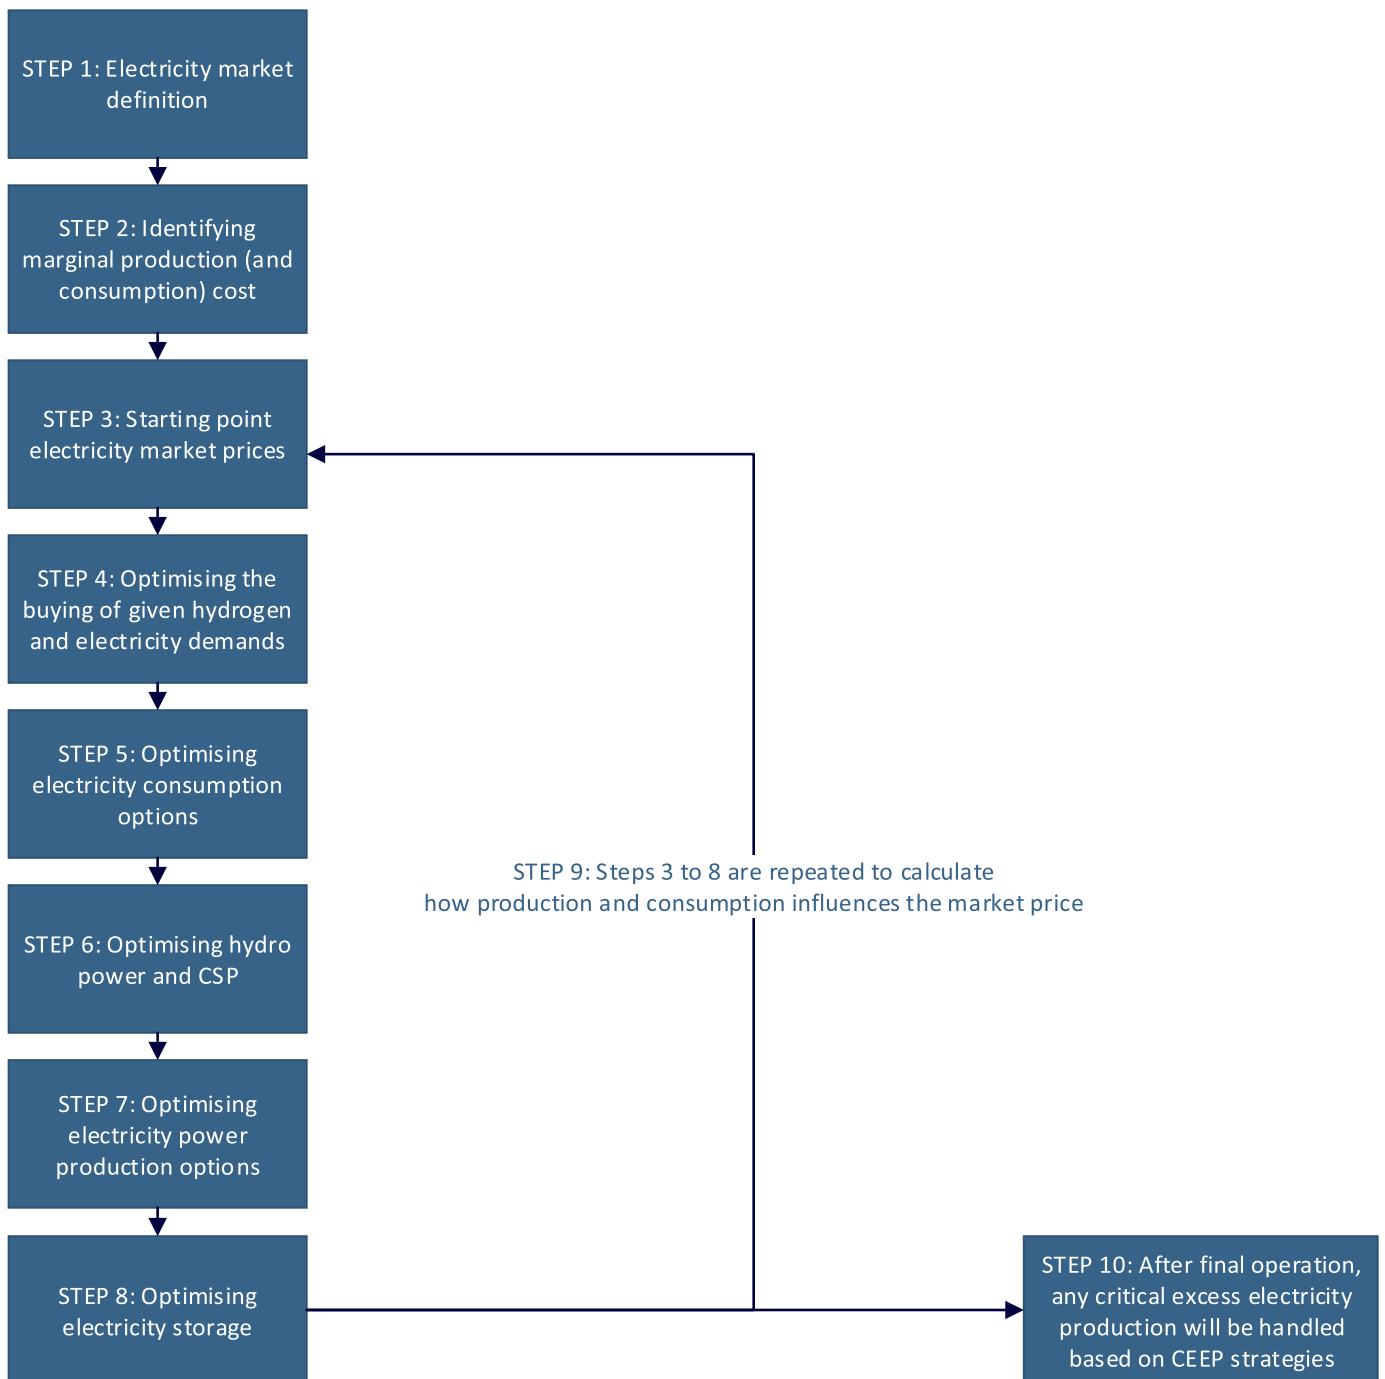 STEP 1: Electricity market
definition
STEP 2: Identifying
marginal production (and
consumption) cost
STEP 3: Starting point
electricity market prices
STEP 4: Optimising the
buying of given hydrogen
and electricity demands
STEP 5: Optimising
electricity consumption
options
STEP 6: Optimising hydro
power and CSP
STEP 7: Optimising
electricity power
production options
STEP 8: Optimising
electricity storage
STEP 9: Steps 3 to 8 are repeated to calculate
how production and consumption influences the market price
STEP 10: After final operation,
any critical excess electricity
production will be handled
based on CEEP strategies